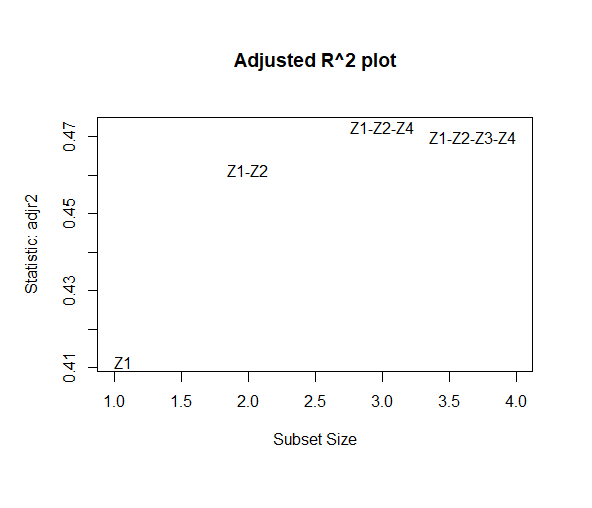 Adjusted R^2 plot
Z1-Z2-Z4
Z1-Z2-Z3-Z4
Z1-Z2
Z1
0.47
0.45
0.43
0.41
Statistic: adjr2
1.0 1.5 2.0 2.5 3.0 3.5 4.0
Subset Size